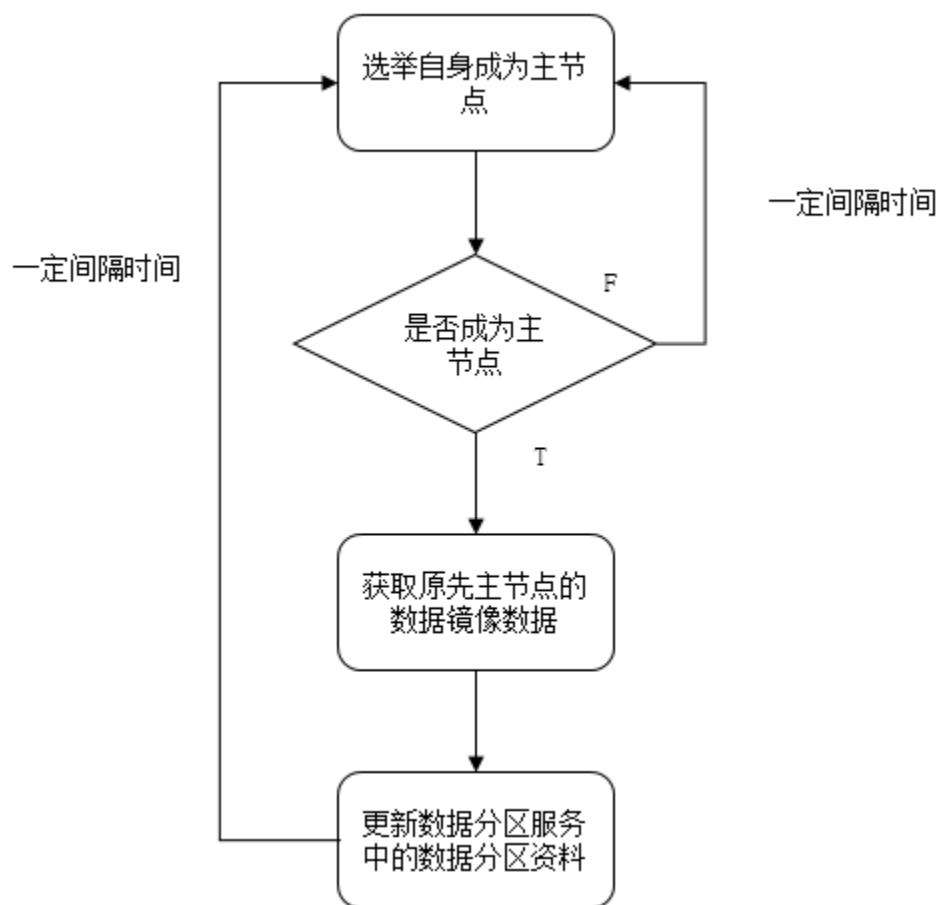 选举自身成为主节
点
一定间隔时间
一定间隔时间
F
是否成为主
节点
T
获取原先主节点的
数据镜像数据
更新数据分区服务
中的数据分区资料